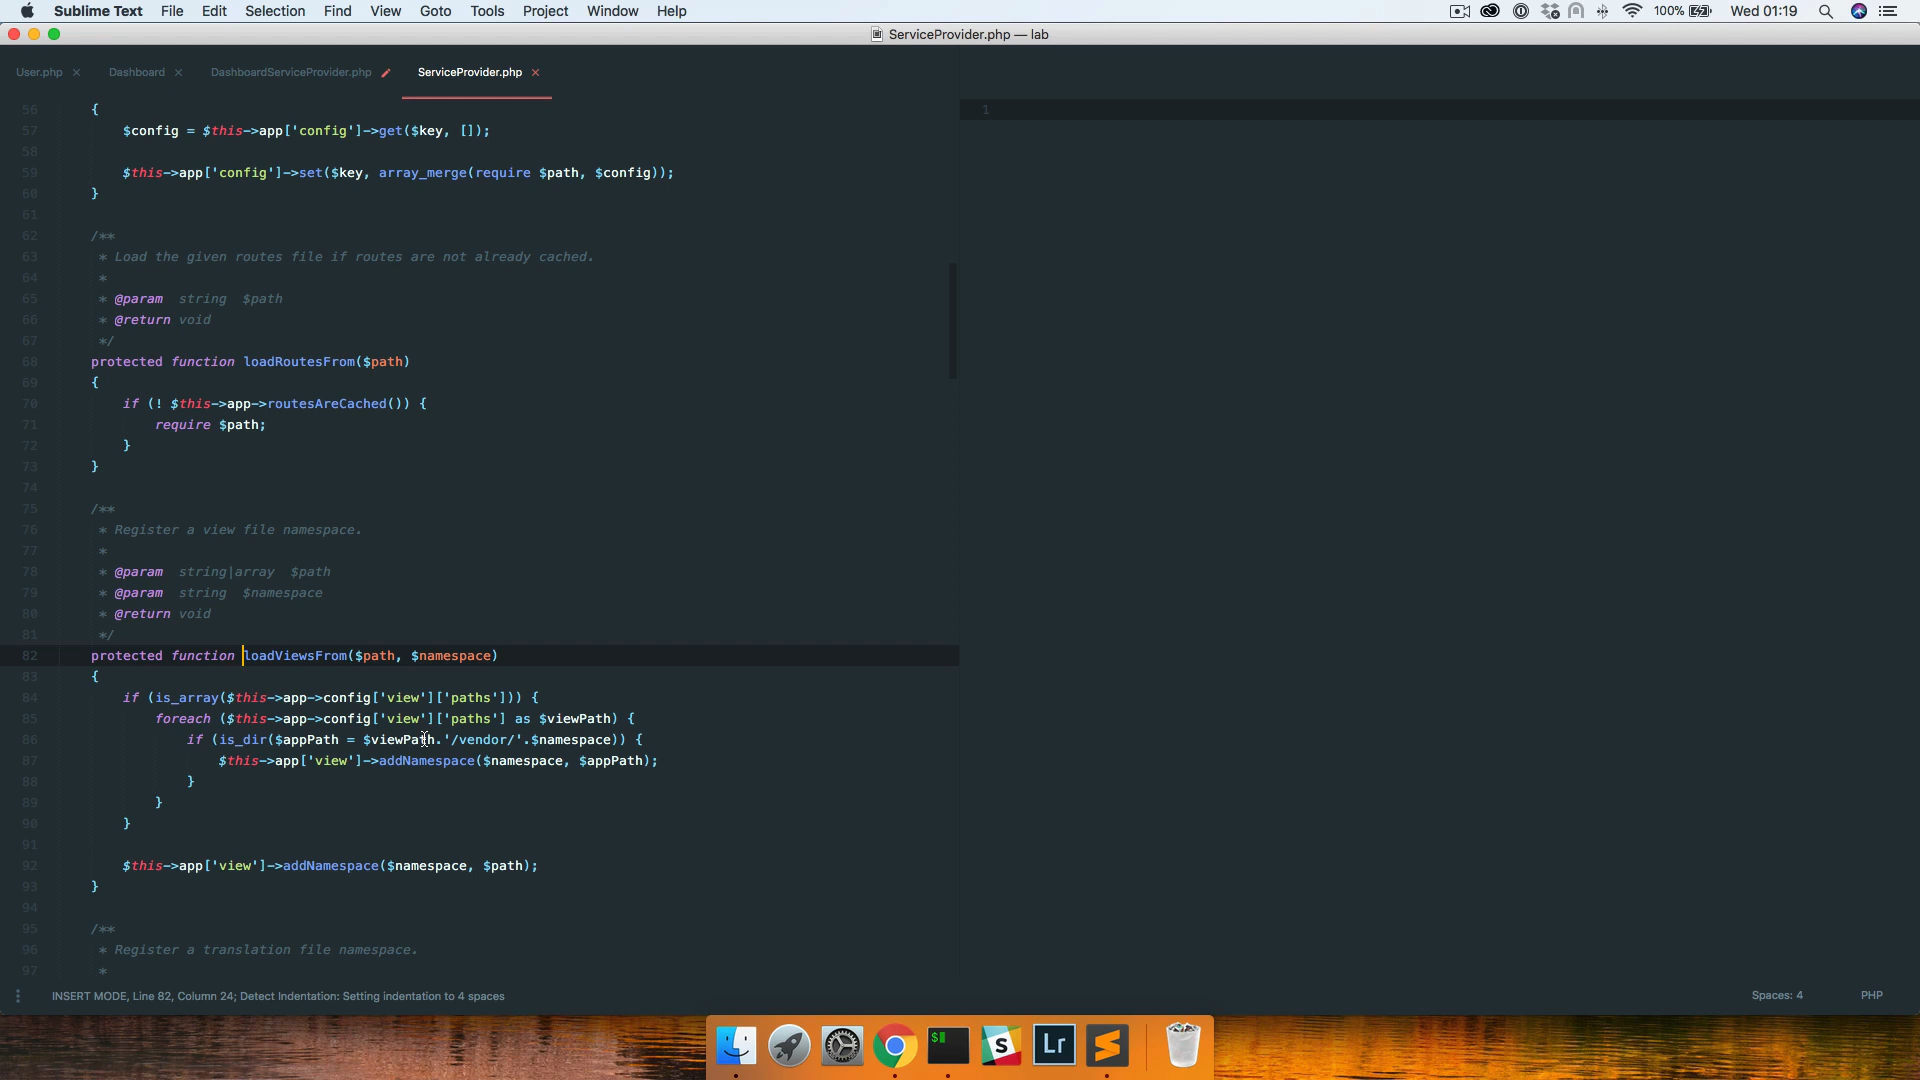 Sublime Text File Edit Selection Find View Goto Tools Project Window Help 100% Wed 01:19
ServiceProvider.php — lab
User.php Dashboard DashboardServiceProvider.php ServiceProvider.php
56 {
57 $config = $this->app['config']->get($key, []);
58
59 $this->app['config']->set($key, array_merge(require $path, $config));
60 }
61
62 /**
63 * Load the given routes file if routes are not already cached.
64 *
65 * @param string $path
66 * @return void
67 */
68 protected function loadRoutesFrom($path)
69 {
70 if (! $this->app->routesAreCached()) {
71 require $path;
72 }
73 }
74
75 /**
76 * Register a view file namespace.
77 *
78 * @param string|array $path
79 * @param string $namespace
80 * @return void
81 */
82 protected function loadViewsFrom($path, $namespace)
83 {
84 if (is_array($this->app->config['view']['paths'])) {
85 foreach ($this->app->config['view']['paths'] as $viewPath) {
86 if (is_dir($appPath = $viewPath.'/vendor/'.$namespace)) {
87 $this->app['view']->addNamespace($namespace, $appPath);
88 }
89 }
90 }
91
92 $this->app['view']->addNamespace($namespace, $path);
93 }
94
95 /**
96 * Register a translation file namespace.
97 *
1
INSERT MODE, Line 82, Column 24; Detect Indentation: Setting indentation to 4 spaces Spaces: 4 PHP
$ S Lr S